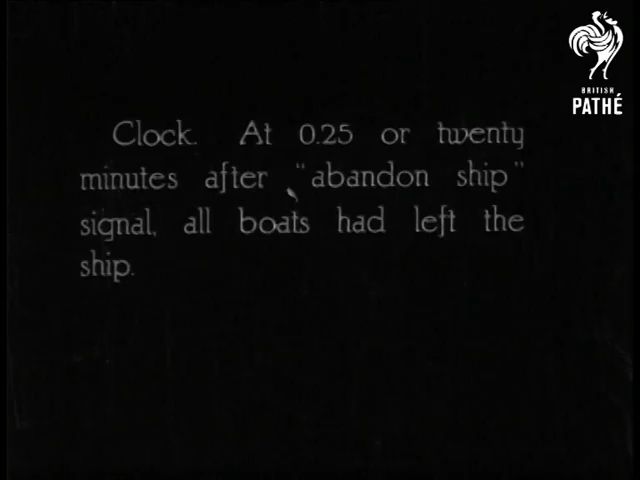 BRITISH
PATHÉ
Clock. At 0.25 or twenty
minutes after "abandon ship"
signal, all boats had left the
ship.